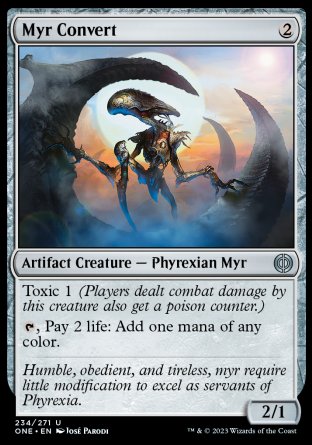 Myr Convert 2
Artifact Creature — Phyrexian Myr
Toxic 1 (Players dealt combat damage by
this creature also get a poison counter.)
, Pay 2 life: Add one mana of any
color.
Humble, obedient, and tireless, myr require
little modification to excel as servants of
Phyrexia.
2/1
234/271 U
ONE • EN José Parodi
™ & © 2023 Wizards of the Coast